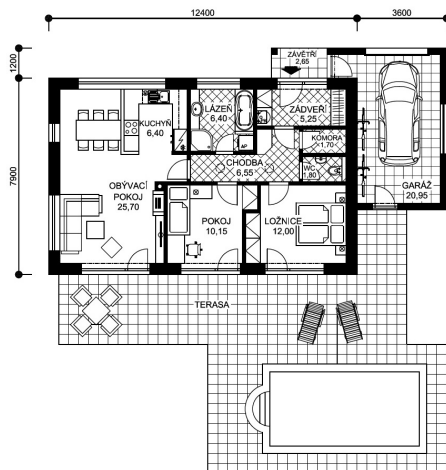 12400
3600
1200
7900
ZÁVĚTŘÍ
2,65
KUCHYŇ
6,40
LÁZEŇ
6,40
ZÁDVEŘÍ
5,25
KOMORA
1,70
AP
CHODBA
6,55
WC
1,80
OBÝVACÍ
POKOJ
25,70
POKOJ
10,15
LOŽNICE
12,00
GARÁŽ
20,95
TERASA